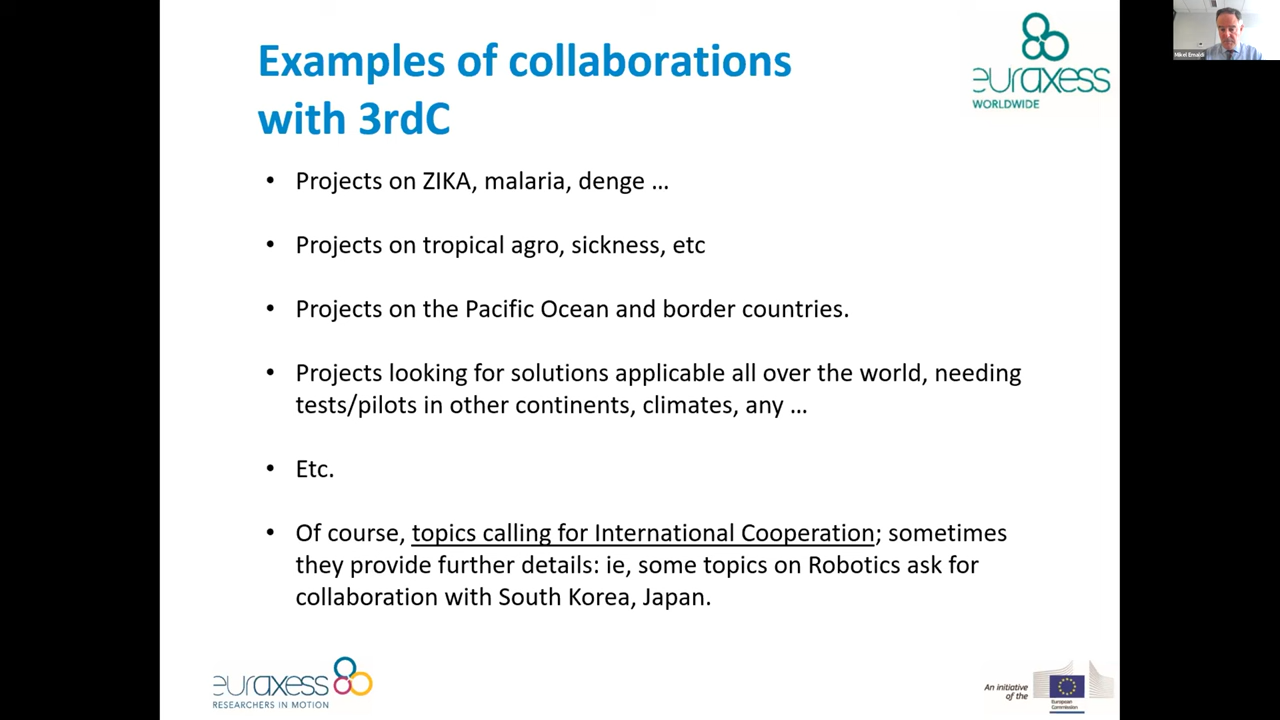 Examples of collaborations
with 3rdC
euraxess
WORLDWIDE
Mikel Emaldi
• Projects on ZIKA, malaria, denge ...
• Projects on tropical agro, sickness, etc
• Projects on the Pacific Ocean and border countries.
• Projects looking for solutions applicable all over the world, needing
tests/pilots in other continents, climates, any ...
• Etc.
• Of course, topics calling for International Cooperation; sometimes
they provide further details: ie, some topics on Robotics ask for
collaboration with South Korea, Japan.
euraxess
RESEARCHERS IN MOTION
An initiative
of the
European
Commission